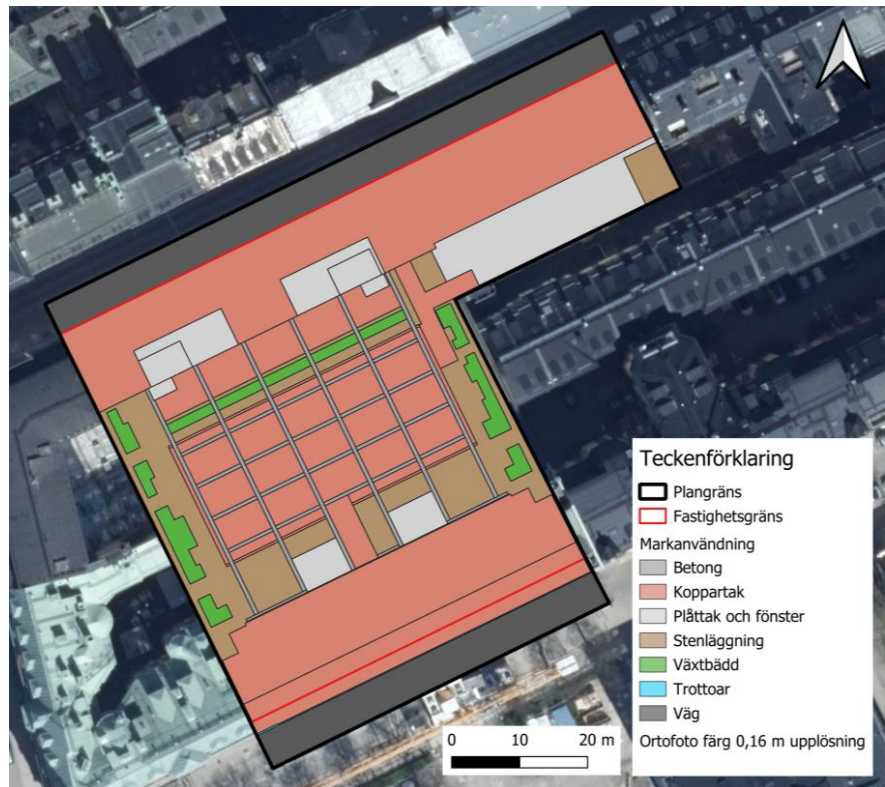 Teckenförklaring
Plangräns
Fastighetsgräns
Markanvändning
Betong
Koppartak
Plåttak och fönster
Stenläggning
Växtbädd
Trottoar
Väg
Ortofoto färg 0,16 m upplösning
0 10 20 m